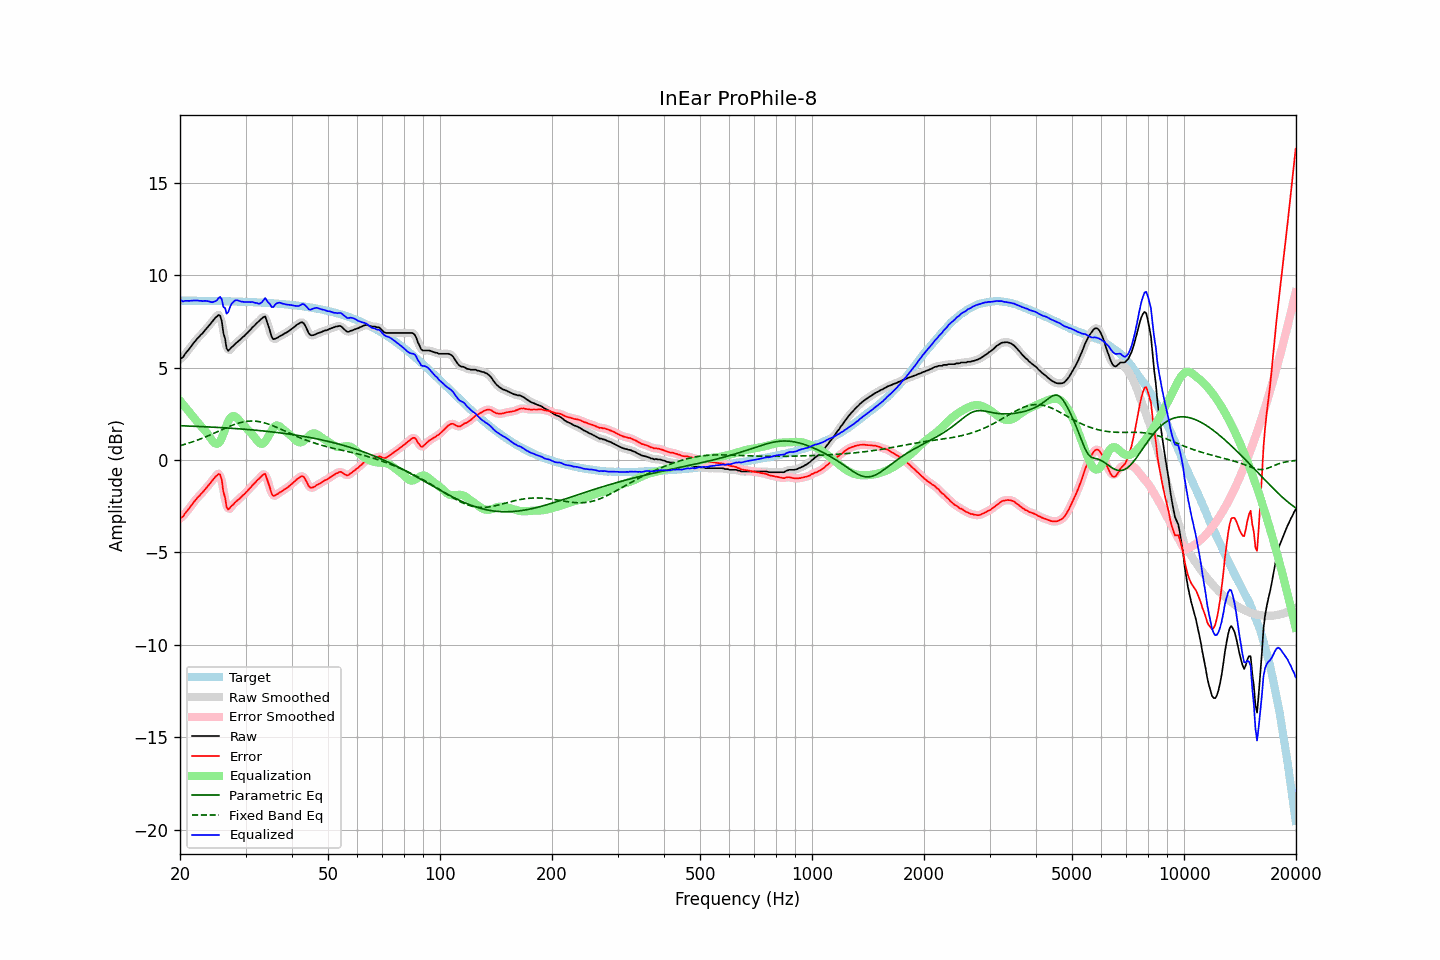 InEar ProPhile-8
Amplitude (dBr)
15
10
5
0
−5
−10
−15
−20
Target
Raw Smoothed
Error Smoothed
Raw
Error
Equalization
Parametric Eq
Fixed Band Eq
Equalized
20 50 100 200 500 1000 2000 5000 10000 20000
Frequency (Hz)